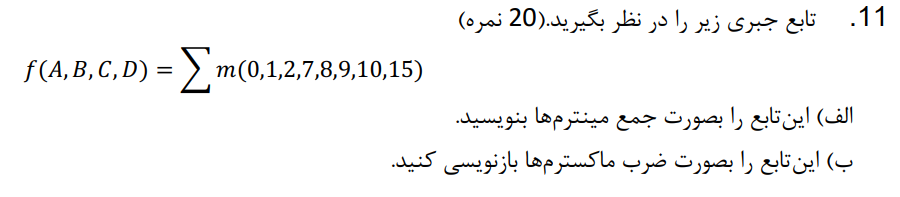 11. تابع جبری زیر را در نظر بگیرید.(20 نمره)
f(A,B,C,D) = ∑ m(0,1,2,7,8,9,10,15)
الف) این‌تابع را بصورت جمع مینترم‌ها بنویسید.
ب) این‌تابع را بصورت ضرب ماکسترم‌ها بازنویسی کنید.